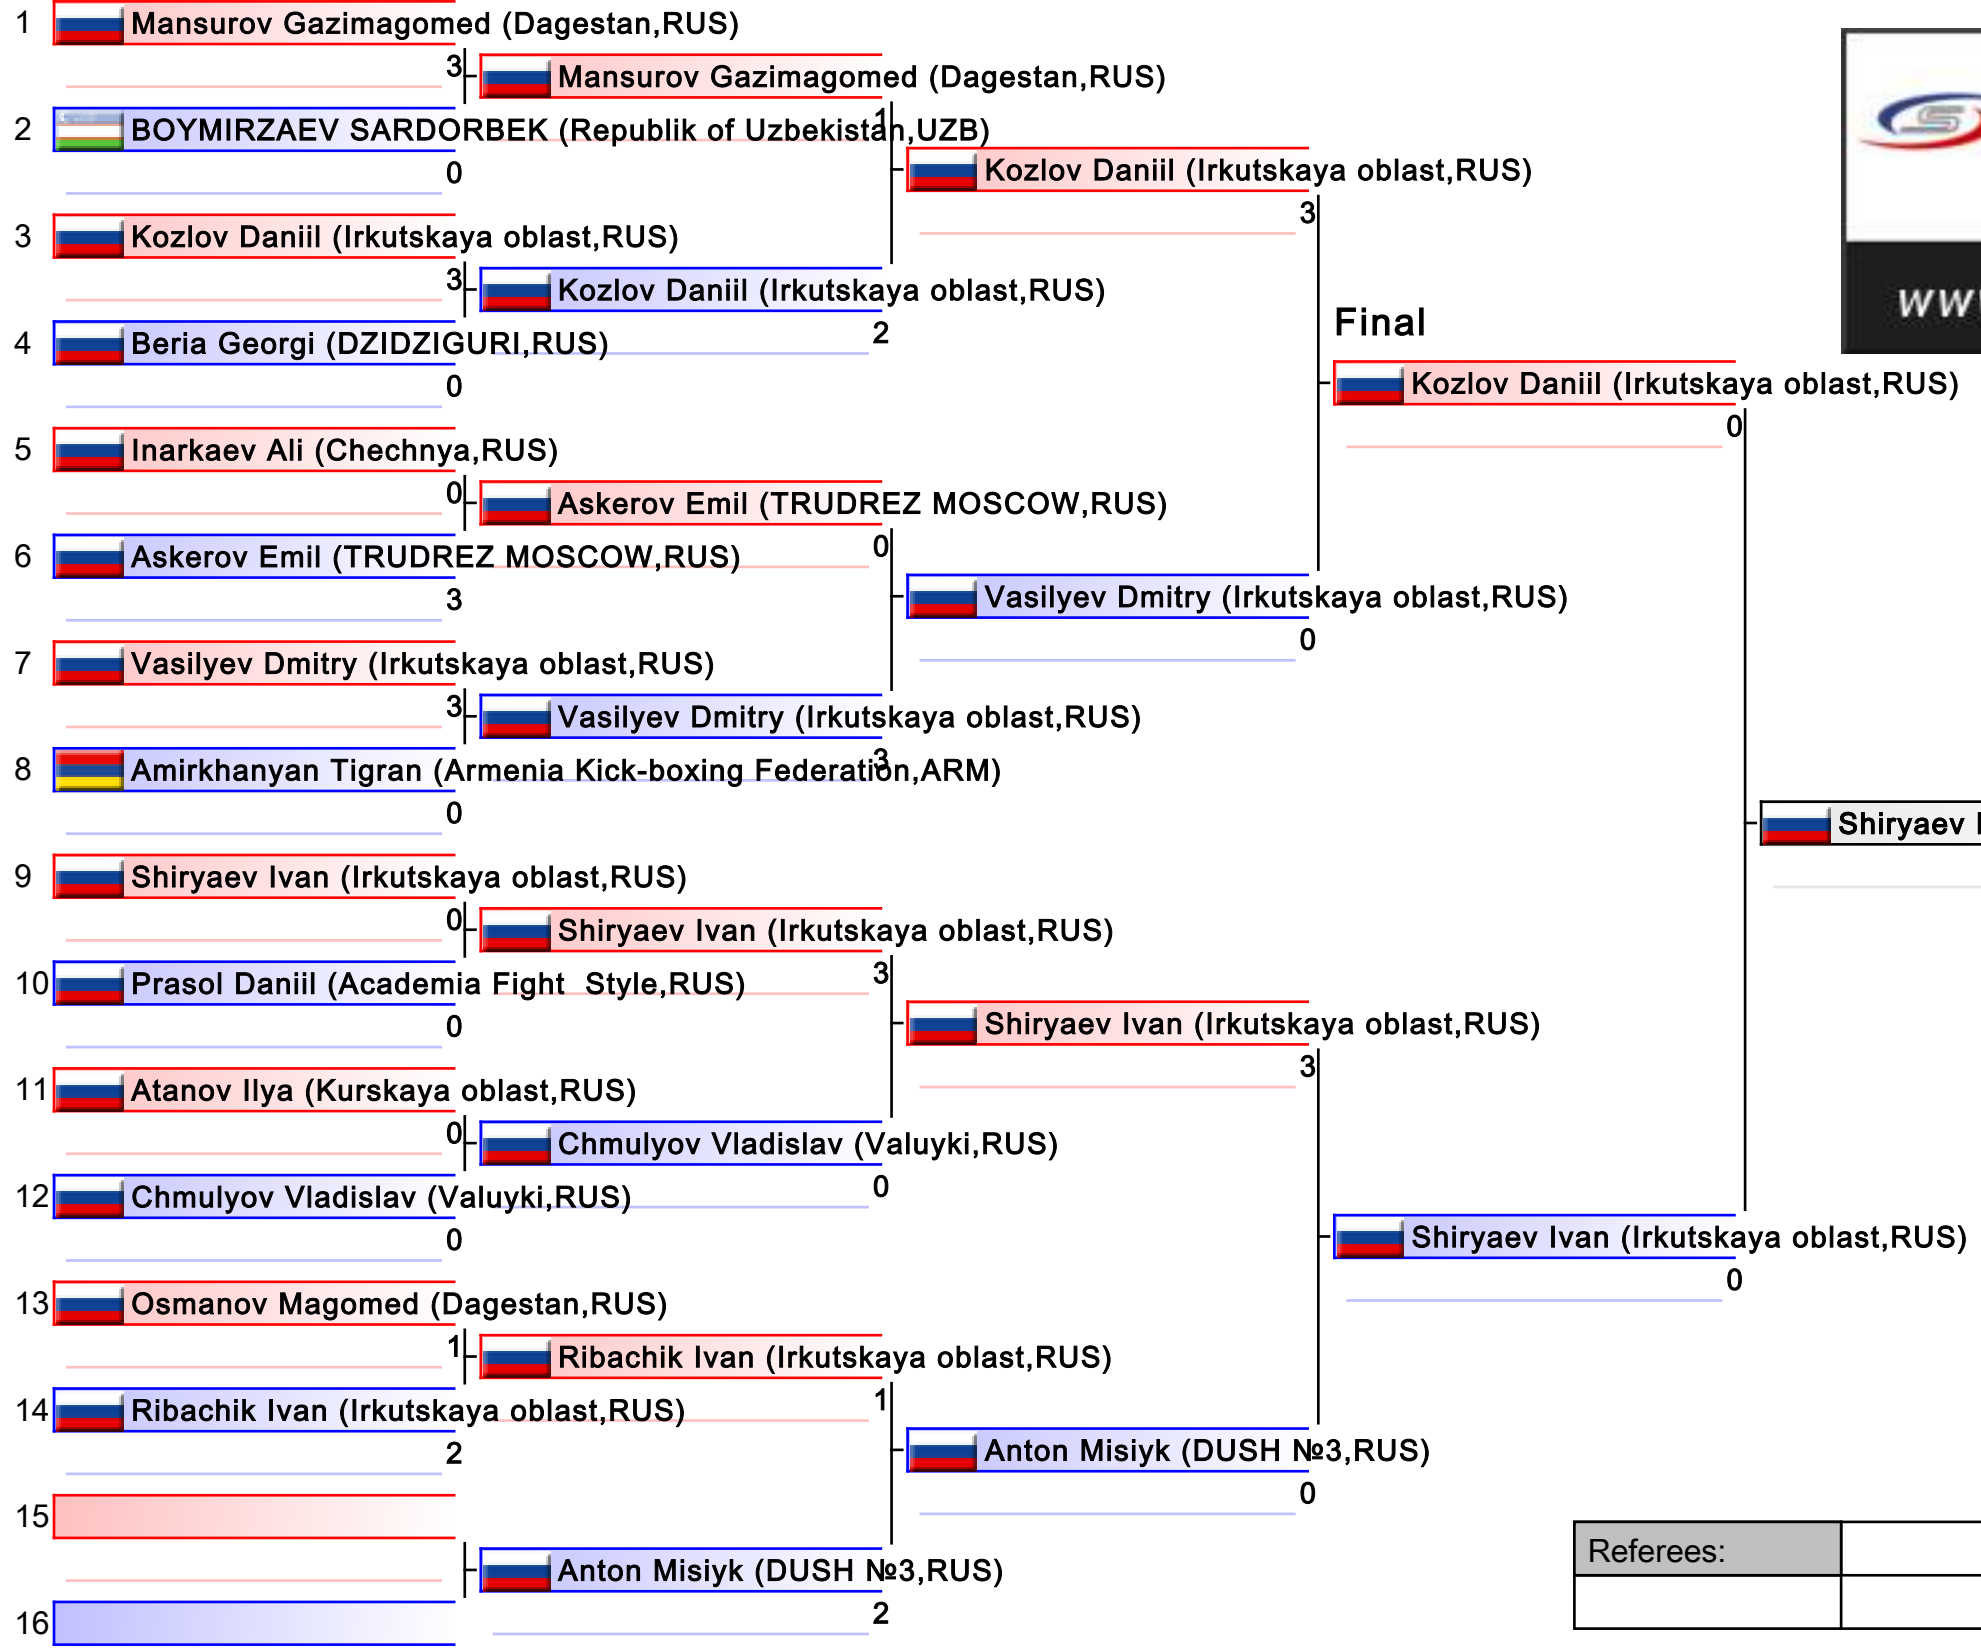 1 Mansurov Gazimagomed (Dagestan,RUS)
3 Mansurov Gazimagomed (Dagestan,RUS)
1
2 BOYMIRZAEV SARDORBEK (Republik of Uzbekistan,UZB)
0
Kozlov Daniil (Irkutskaya oblast,RUS)
3
3 Kozlov Daniil (Irkutskaya oblast,RUS)
3 Kozlov Daniil (Irkutskaya oblast,RUS)
2
4 Beria Georgi (DZIDZIGURI,RUS)
0
Final
Kozlov Daniil (Irkutskaya oblast,RUS)
0
5 Inarkaev Ali (Chechnya,RUS)
0 Askerov Emil (TRUDREZ MOSCOW,RUS)
0
6 Askerov Emil (TRUDREZ MOSCOW,RUS)
3
Vasilyev Dmitry (Irkutskaya oblast,RUS)
0
7 Vasilyev Dmitry (Irkutskaya oblast,RUS)
3 Vasilyev Dmitry (Irkutskaya oblast,RUS)
3
8 Amirkhanyan Tigran (Armenia Kick-boxing Federation,ARM)
0
Shiryaev
9 Shiryaev Ivan (Irkutskaya oblast,RUS)
0 Shiryaev Ivan (Irkutskaya oblast,RUS)
3
10 Prasol Daniil (Academia Fight  Style,RUS)
0
Shiryaev Ivan (Irkutskaya oblast,RUS)
3
11 Atanov Ilya (Kurskaya oblast,RUS)
0 Chmulyov Vladislav (Valuyki,RUS)
0
12 Chmulyov Vladislav (Valuyki,RUS)
0
Shiryaev Ivan (Irkutskaya oblast,RUS)
0
13 Osmanov Magomed (Dagestan,RUS)
1 Ribachik Ivan (Irkutskaya oblast,RUS)
1
14 Ribachik Ivan (Irkutskaya oblast,RUS)
2
Anton Misiyk (DUSH №3,RUS)
0
15
Anton Misiyk (DUSH №3,RUS)
2
16
Referees: